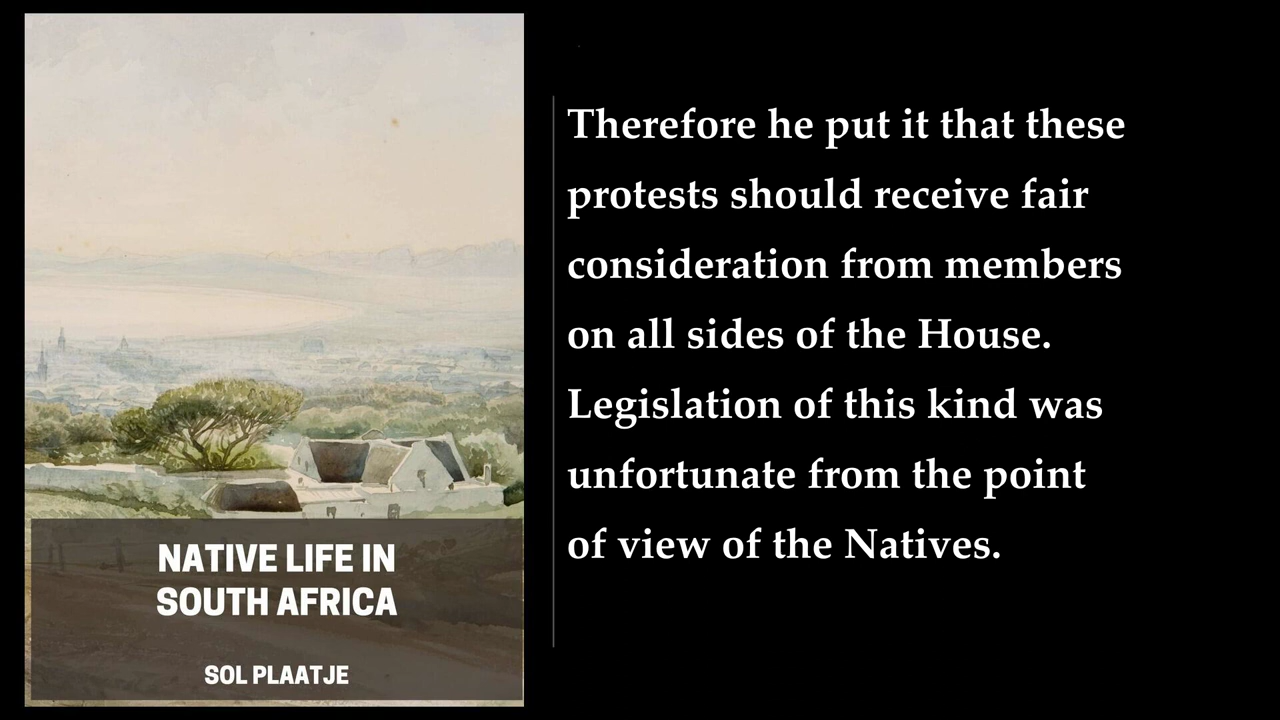 NATIVE LIFE IN
SOUTH AFRICA
SOL PLAATJE
Therefore he put it that these
protests should receive fair
consideration from members
on all sides of the House.
Legislation of this kind was
unfortunate from the point
of view of the Natives.